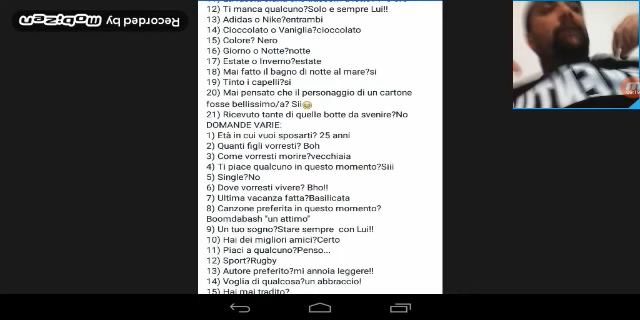 Recorded by
mobizen
12) Ti manca qualcuno?Solo e sempre Lui!!
13) Adidas o Nike?entrambi
14) Cioccolato o Vaniglia?cioccolato
15) Colore? Nero
16) Giorno o Notte?notte
17) Estate o Inverno?estate
18) Mai fatto il bagno di notte al mare?si
19) Tinto i capelli?si
20) Mai pensato che il personaggio di un cartone
fosse bellissimo/a? Sii😂
21) Ricevuto tante di quelle botte da svenire?No
DOMANDE VARIE:
1) Età in cui vuoi sposarti? 25 anni
2) Quanti figli vorresti? Boh
3) Come vorresti morire?vecchiaia
4) Ti piace qualcuno in questo momento?Siii
5) Single?No
6) Dove vorresti vivere? Bho!!
7) Ultima vacanza fatta?Basilicata
8) Canzone preferita in questo momento?
Boomdabash "un attimo"
9) Un tuo sogno?Stare sempre con Lui!!
10) Hai dei migliori amici?Certo
11) Piaci a qualcuno?Penso...
12) Sport?Rugby
13) Autore preferito?mi annoia leggere!!
14) Voglia di qualcosa?un abbraccio!
15) Hai mai tradito?